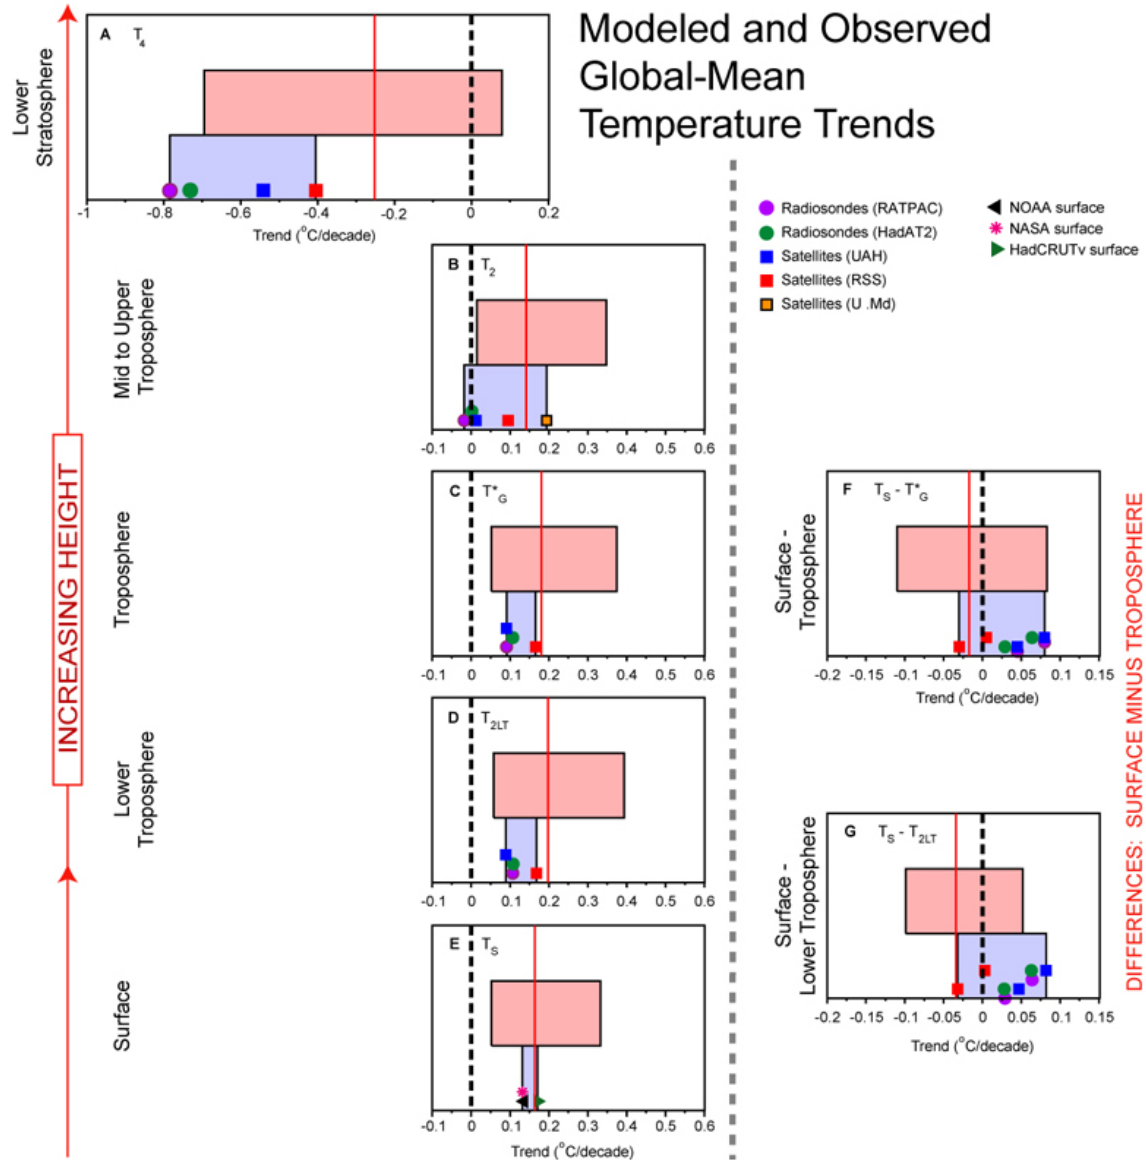 Modeled and Observed
Global-Mean
Temperature Trends
A T4
Lower
Stratosphere
-1 -0.8 -0.6 -0.4 -0.2 0 0.2
Trend (°C/decade)
Radiosondes (RATPAC)
Radiosondes (HadAT2)
Satellites (UAH)
Satellites (RSS)
Satellites (U .Md)
NOAA surface
NASA surface
HadCRUTv surface
B T2
Mid to Upper
Troposphere
-0.1 0 0.1 0.2 0.3 0.4 0.5 0.6
INCREASING HEIGHT
C T*G
Troposphere
-0.1 0 0.1 0.2 0.3 0.4 0.5 0.6
F TS - T*G
Surface -
Troposphere
-0.2 -0.15 -0.1 -0.05 0 0.05 0.1 0.15
Trend (°C/decade)
D T2LT
Lower
Troposphere
-0.1 0 0.1 0.2 0.3 0.4 0.5 0.6
G TS - T2LT
Surface -
Lower Troposphere
-0.2 -0.15 -0.1 -0.05 0 0.05 0.1 0.15
Trend (°C/decade)
E TS
Surface
-0.1 0 0.1 0.2 0.3 0.4 0.5 0.6
Trend (°C/decade)
DIFFERENCES: SURFACE MINUS TROPOSPHERE